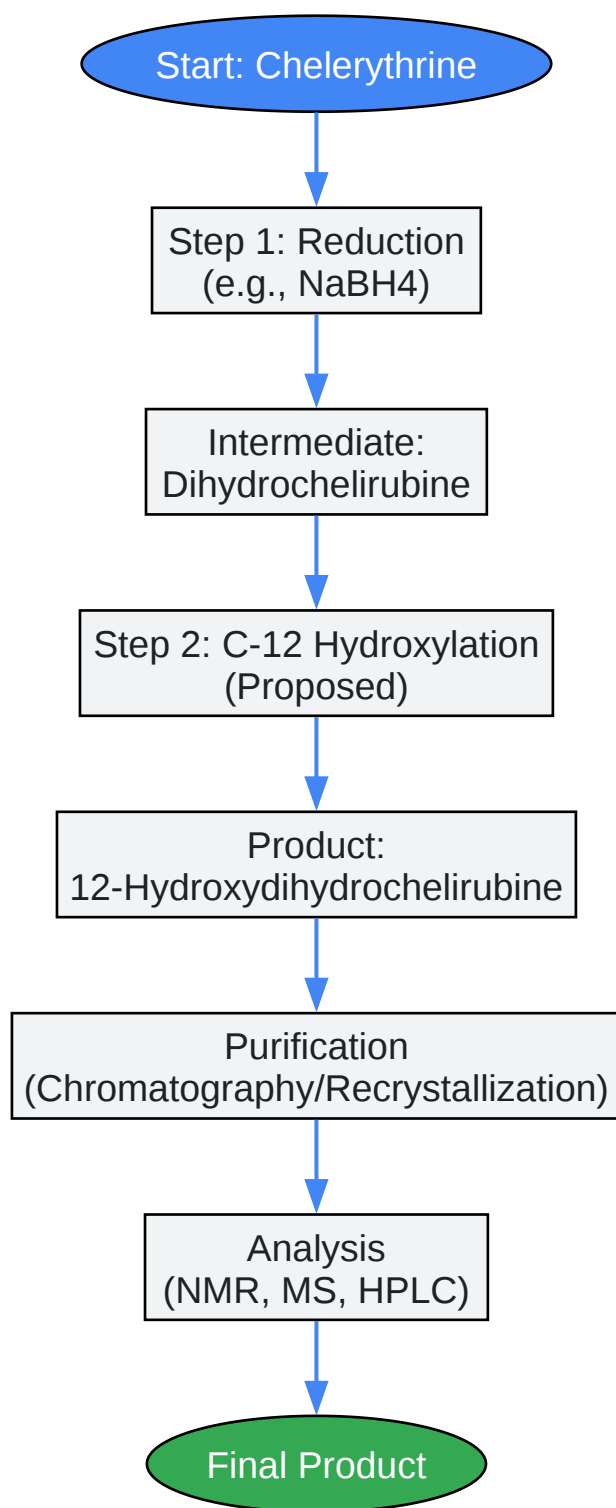 Start: Chelerythrine
Step 1: Reduction
(e.g., NaBH4)
Intermediate:
Dihydrochelirubine
Step 2: C-12 Hydroxylation
(Proposed)
Product:
12-Hydroxydihydrochelirubine
Purification
(Chromatography/Recrystallization)
Analysis
(NMR, MS, HPLC)
Final Product